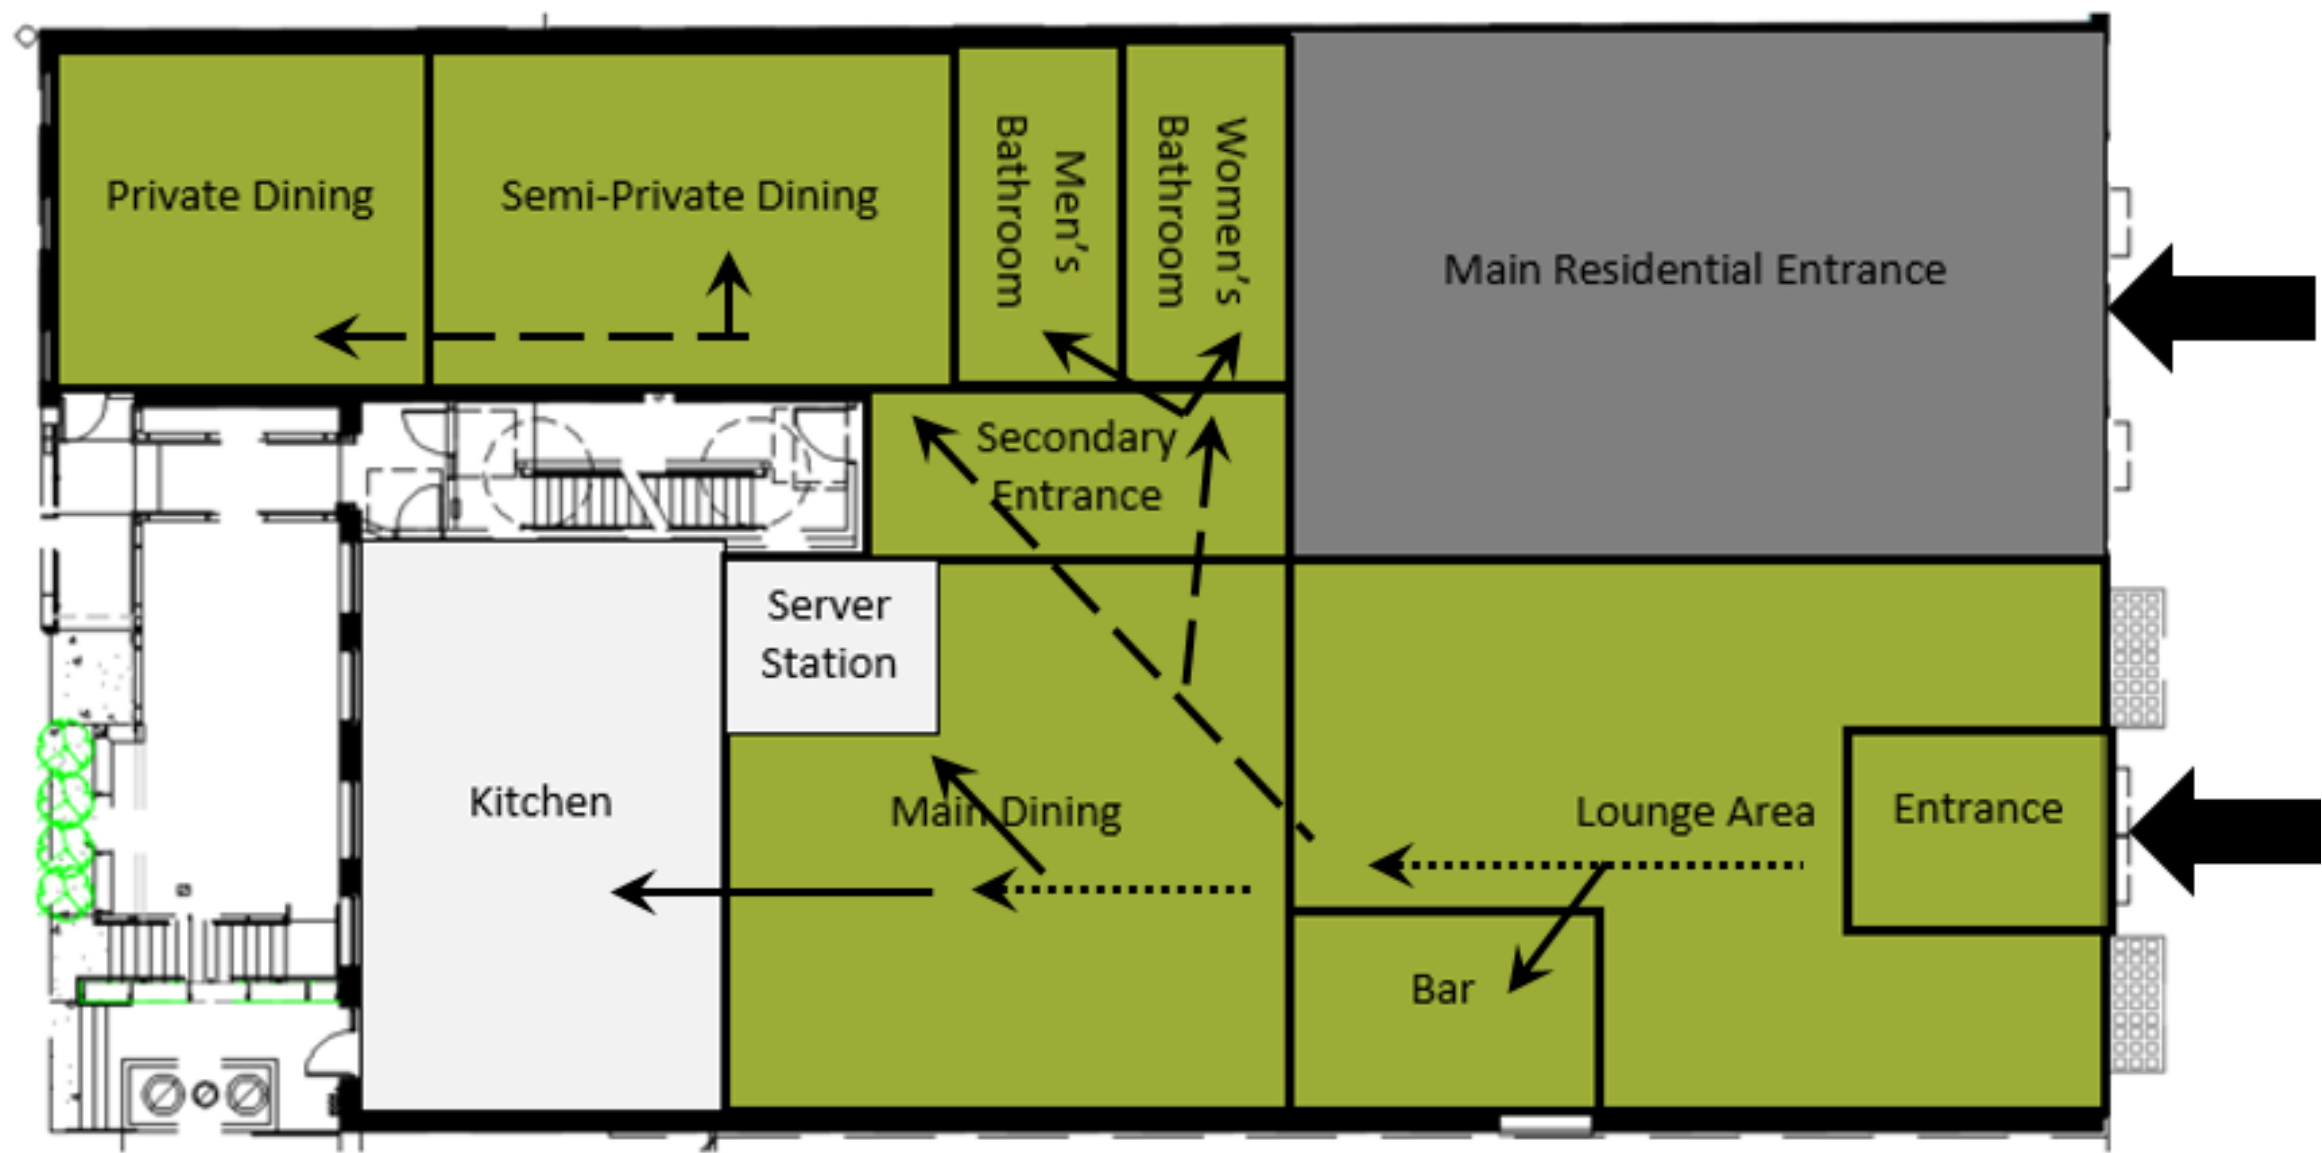 Private Dining
Semi-Private Dining
Men's
Bathroom
Women's
Bathroom
Main Residential Entrance
Secondary
Entrance
Server
Station
Kitchen
Main Dining
Lounge Area
Entrance
Bar